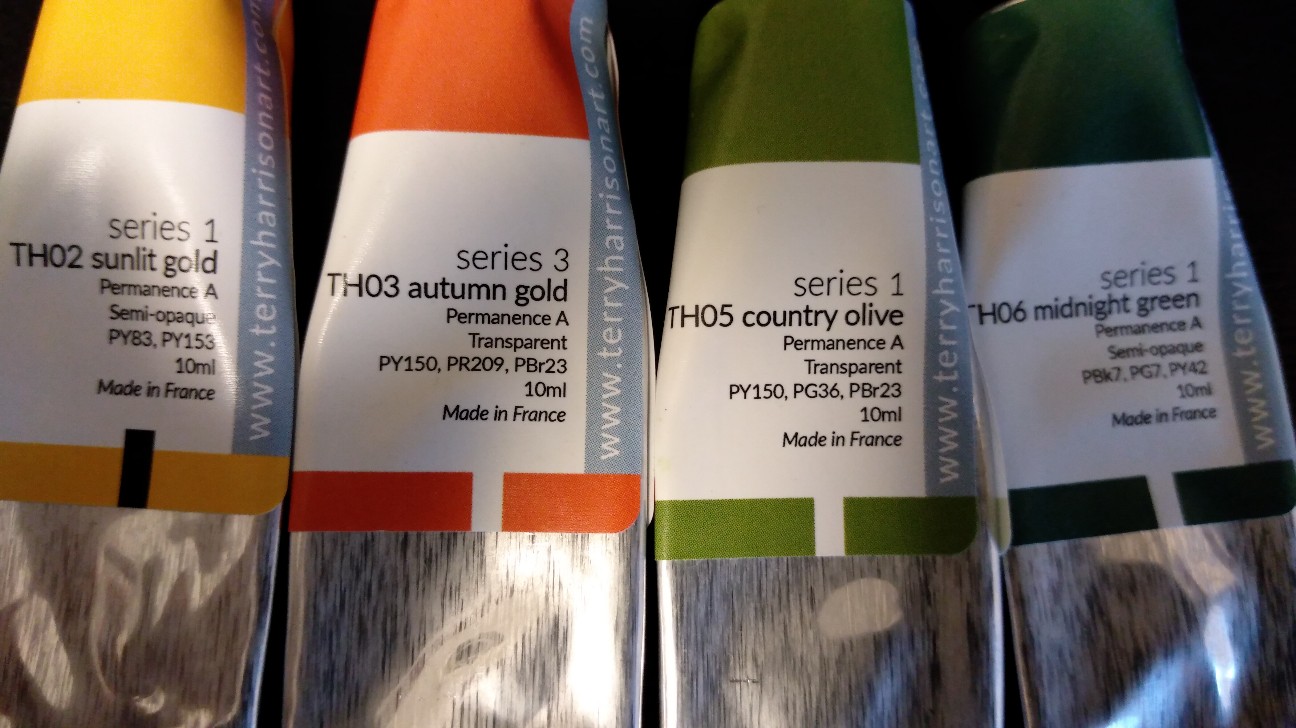 series 1
TH02 sunlit gold
Permanence A
Semi-opaque
PY83, PY153
10ml
Made in France
www.terryharrisonart.com
series 3
TH03 autumn gold
Permanence A
Transparent
PY150, PR209, PBr23
10ml
Made in France
www.terryharrisonart.com
series 1
TH05 country olive
Permanence A
Transparent
PY150, PG36, PBr23
10ml
Made in France
www.terryharrisonart.co
series 1
TH06 midnight green
Permanence A
Semi-opaque
PBk7, PG7, PY42
10ml
Made in France
www.terryharri